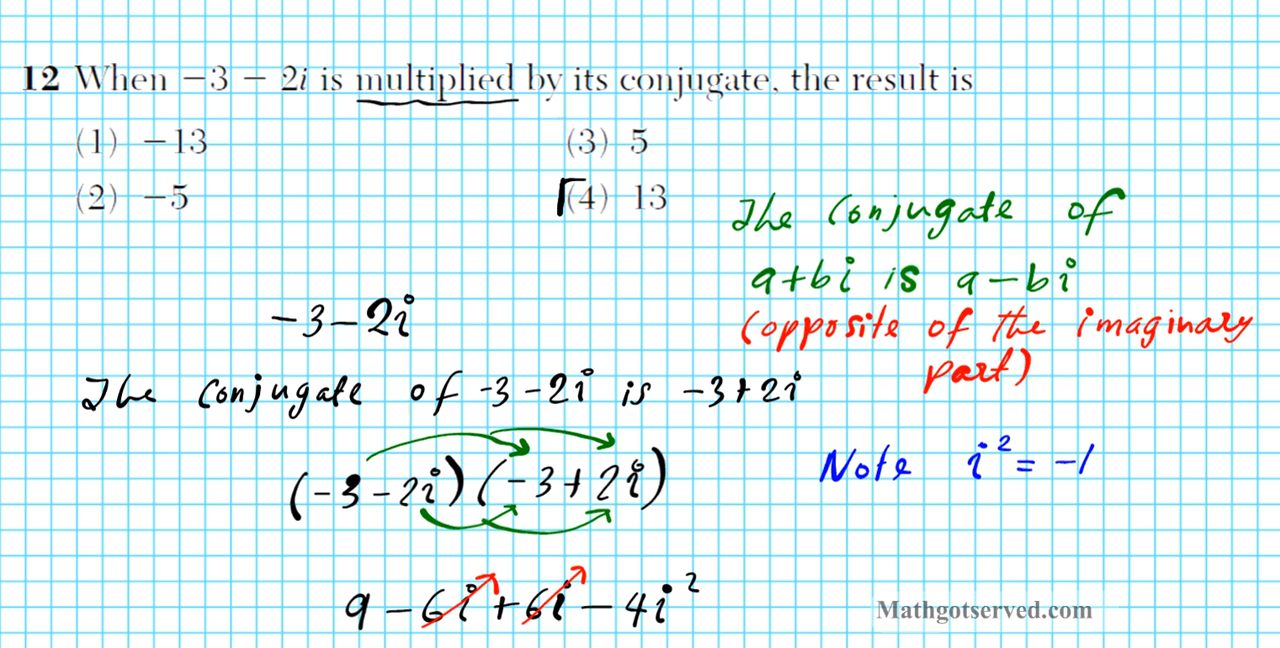 12 When −3 − 2i is multiplied by its conjugate, the result is
(1) −13
(3) 5
(2) −5
(4) 13
The conjugate of
a+bi is a−bi
(opposite of the imaginary
part)
−3−2i
The conjugate of -3-2i is −3+2i
(−3−2i)(−3+2i)
Note i²=−1
9−6i+6i−4i²
Mathgotserved.com